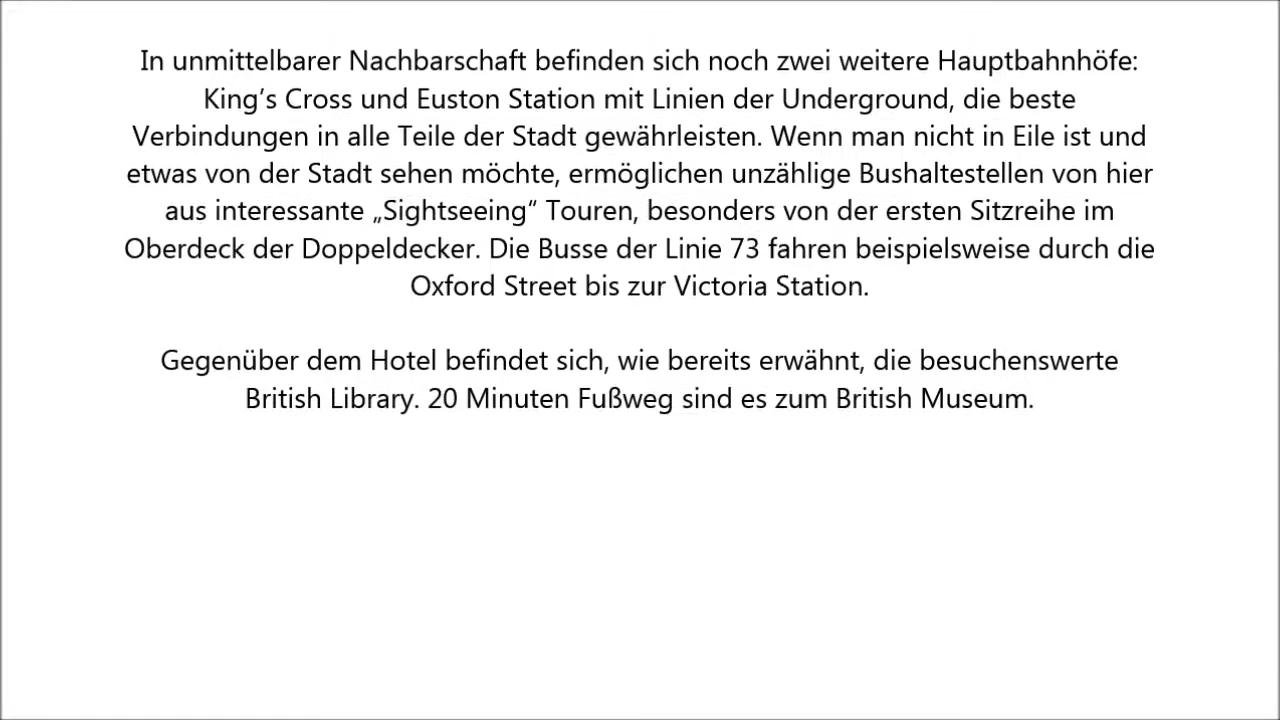 In unmittelbarer Nachbarschaft befinden sich noch zwei weitere Hauptbahnhöfe:
King’s Cross und Euston Station mit Linien der Underground, die beste
Verbindungen in alle Teile der Stadt gewährleisten. Wenn man nicht in Eile ist und
etwas von der Stadt sehen möchte, ermöglichen unzählige Bushaltestellen von hier
aus interessante „Sightseeing“ Touren, besonders von der ersten Sitzreihe im
Oberdeck der Doppeldecker. Die Busse der Linie 73 fahren beispielsweise durch die
Oxford Street bis zur Victoria Station.
Gegenüber dem Hotel befindet sich, wie bereits erwähnt, die besuchenswerte
British Library. 20 Minuten Fußweg sind es zum British Museum.